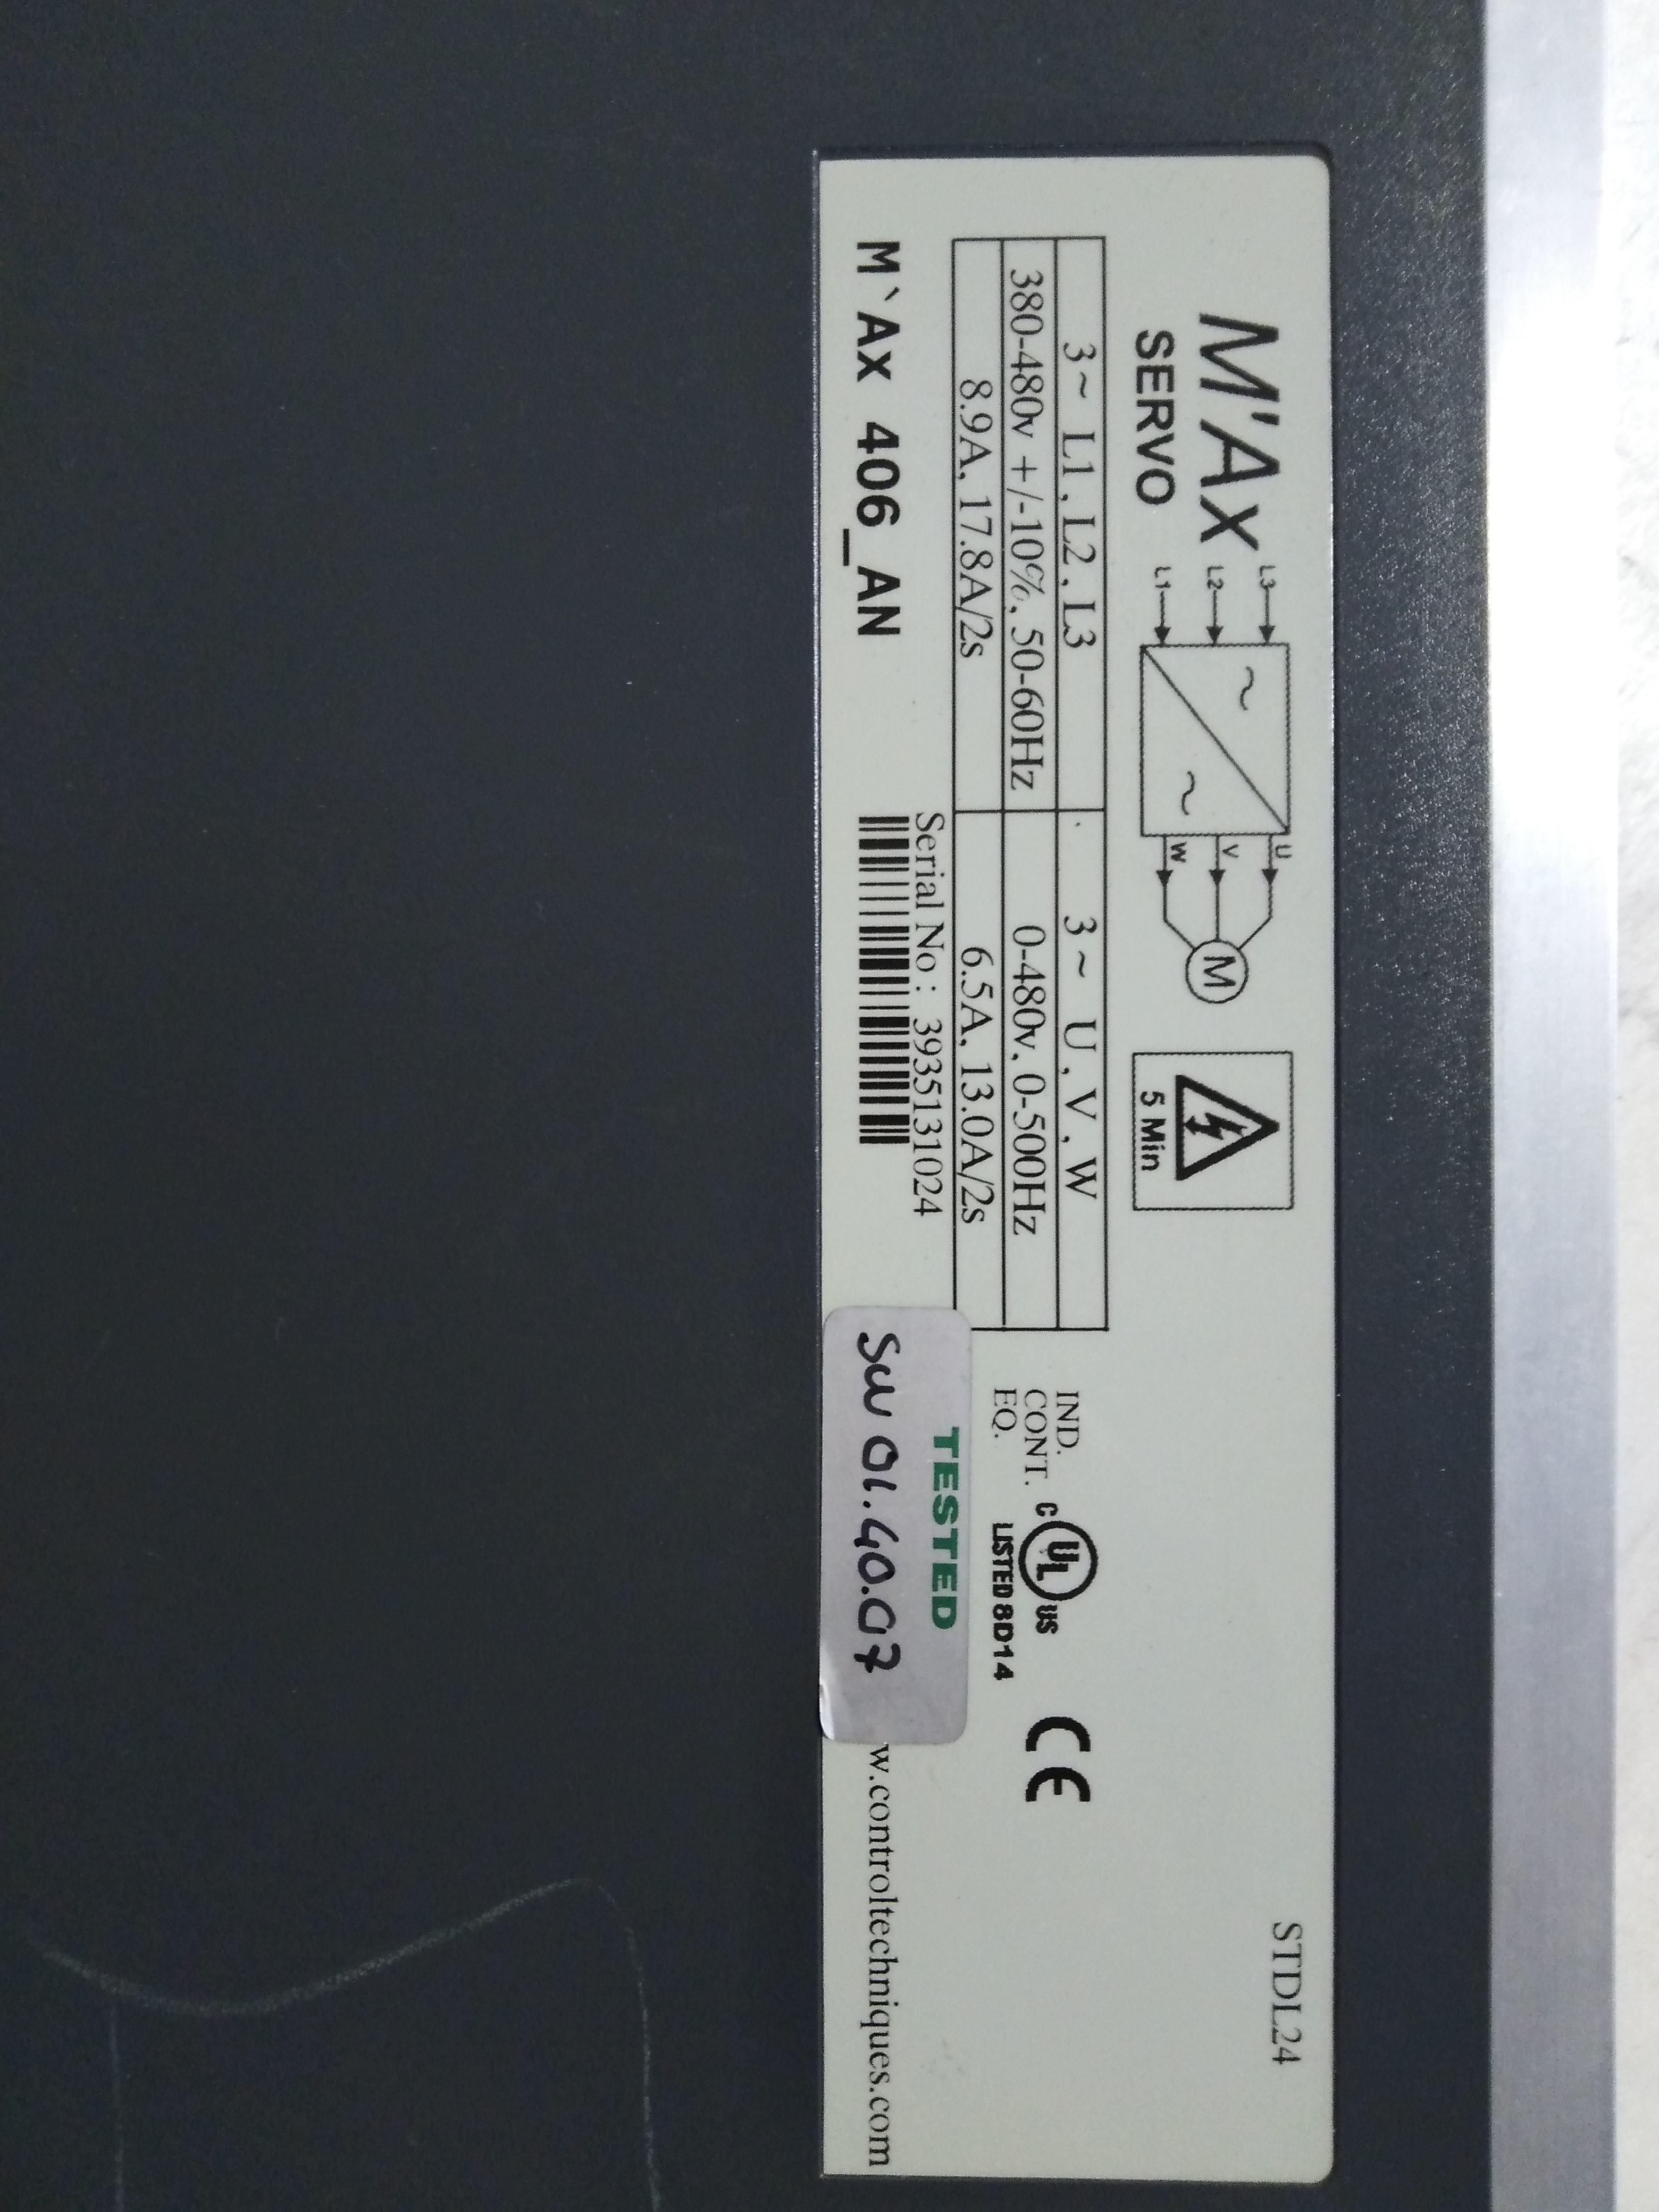 M'Ax
SERVO
L3
L2
L1
~
~
U
V
W
M
5 Min
STDL24
3 ~ L1, L2, L3
3 ~ U, V, W
380-480v +/-10%, 50-60Hz
0-480v, 0-500Hz
8.9A, 17.8A/2s
6.5A, 13.0A/2s
IND.
CONT.
EQ.
C UL US
LISTED 8D14
CE
M`Ax 406_AN
Serial No : 3935131024
TESTED
SW 01.40.07
w.controltechniques.com